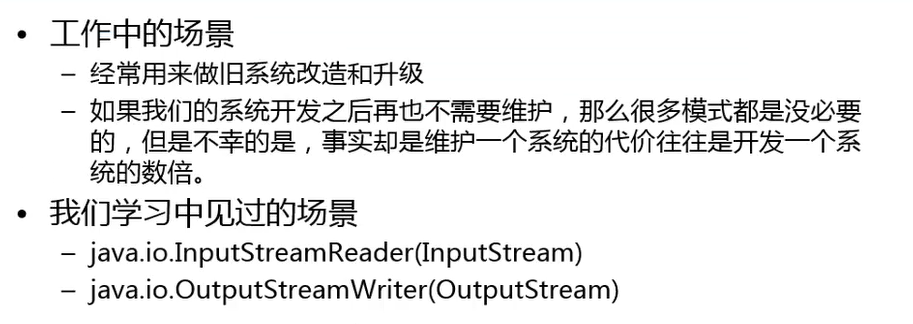 • 工作中的场景
– 经常用来做旧系统改造和升级
– 如果我们的系统开发之后再也不需要维护，那么很多模式都是没必要
的，但是不幸的是，事实却是维护一个系统的代价往往是开发一个系
统的数倍。
• 我们学习中见过的场景
– java.io.InputStreamReader(InputStream)
– java.io.OutputStreamWriter(OutputStream)